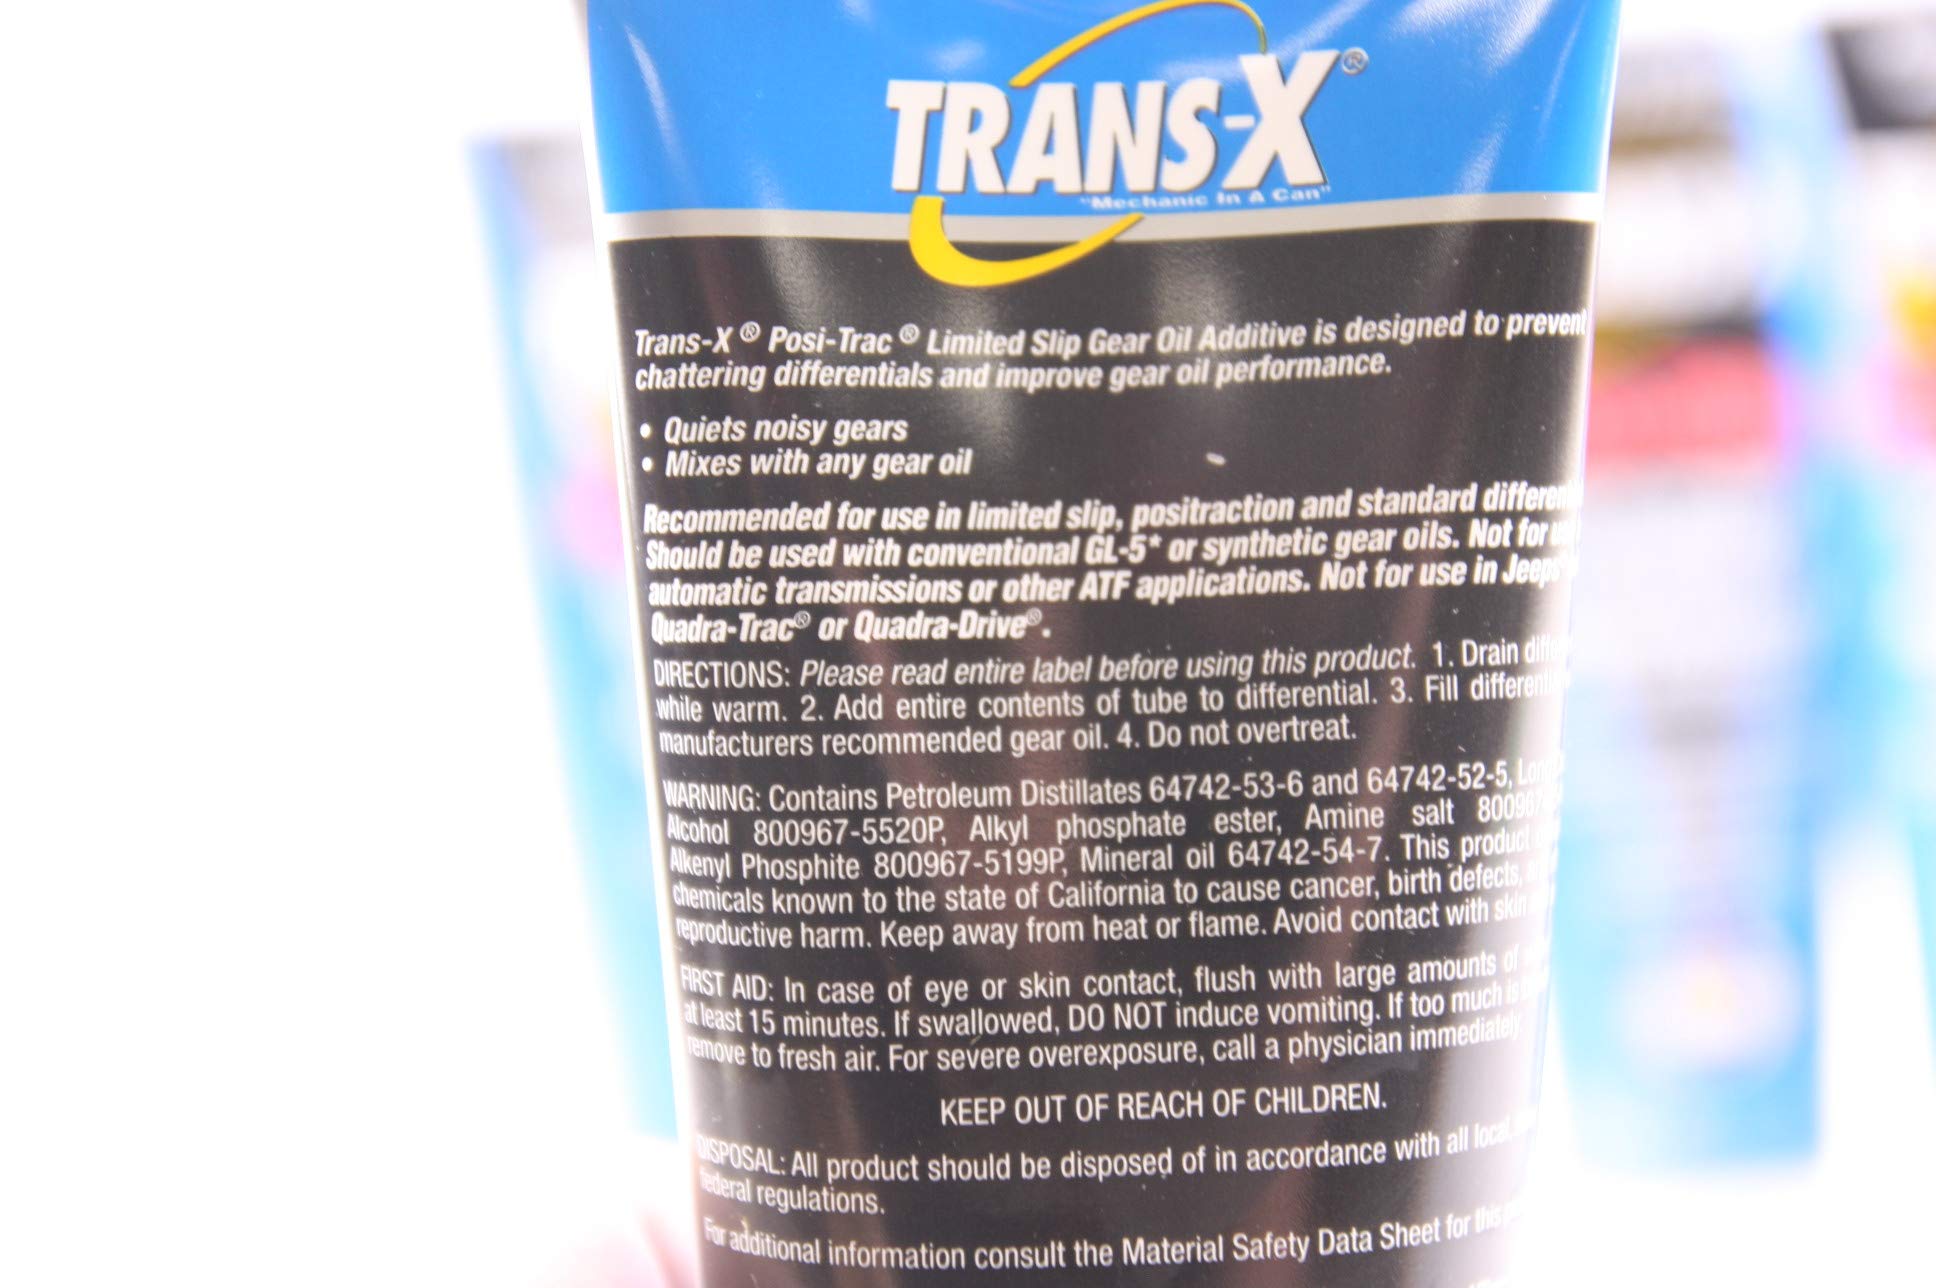 TRANS-X®
"Mechanic In A Can"
Trans-X ® Posi-Trac ® Limited Slip Gear Oil Additive is designed to prevent
chattering differentials and improve gear oil performance.
• Quiets noisy gears
• Mixes with any gear oil
Recommended for use in limited slip, positraction and standard
Should be used with conventional GL-5* or synthetic gear oils. Not for
automatic transmissions or other ATF applications. Not for use in Jeeps
Quadra-Trac® or Quadra-Drive®.
DIRECTIONS: Please read entire label before using this product. 1. Drain
while warm. 2. Add entire contents of tube to differential. 3. Fill
manufacturers recommended gear oil. 4. Do not overtreat.
WARNING: Contains Petroleum Distillates 64742-53-6 and 64742-52-5,
Alcohol 800967-5520P, Alkyl phosphate ester, Amine salt
Alkenyl Phosphite 800967-5199P, Mineral oil 64742-54-7. This product
chemicals known to the state of California to cause cancer, birth defects,
reproductive harm. Keep away from heat or flame. Avoid contact with skin
FIRST AID: In case of eye or skin contact, flush with large amounts of
at least 15 minutes. If swallowed, DO NOT induce vomiting. If too much is
remove to fresh air. For severe overexposure, call a physician immediately
KEEP OUT OF REACH OF CHILDREN.
DISPOSAL: All product should be disposed of in accordance with all local,
federal regulations.
For additional information consult the Material Safety Data Sheet for this